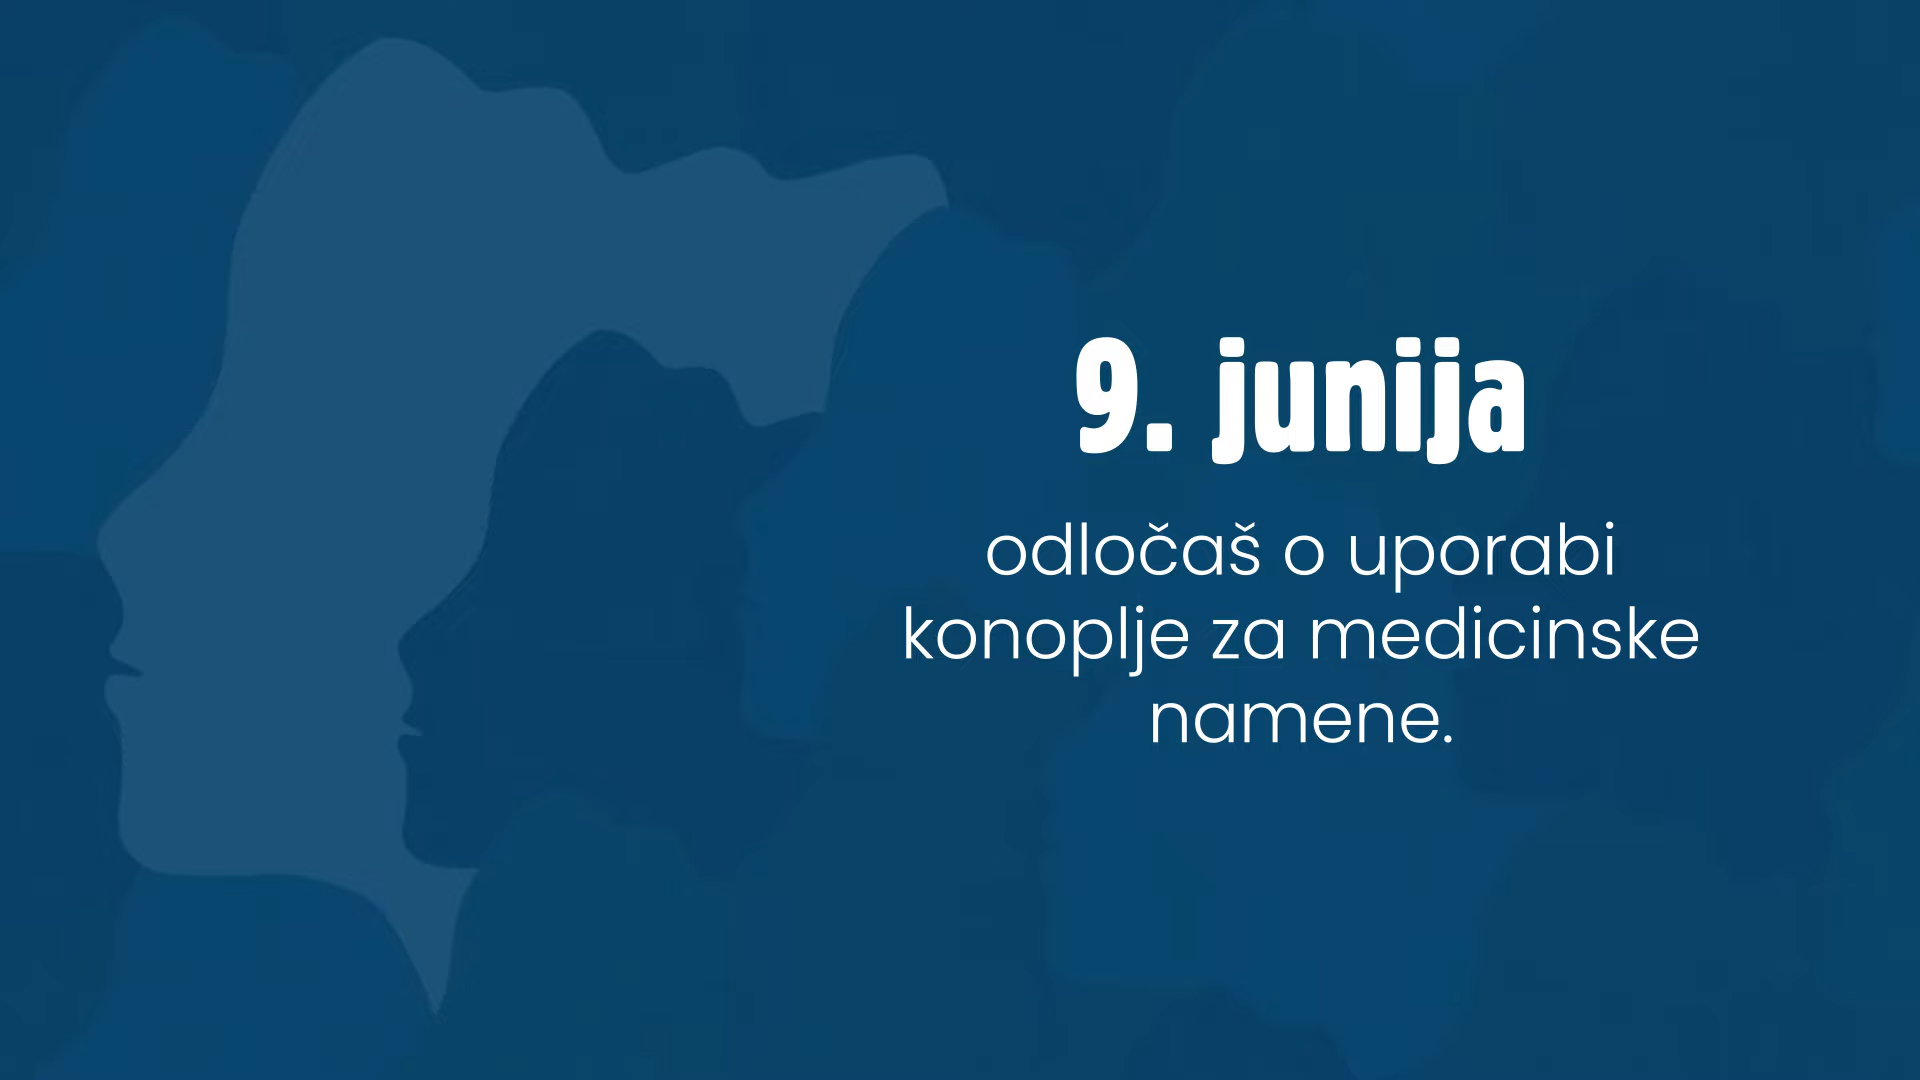 9. junija
odločaš o uporabi
konoplje za medicinske
namene.